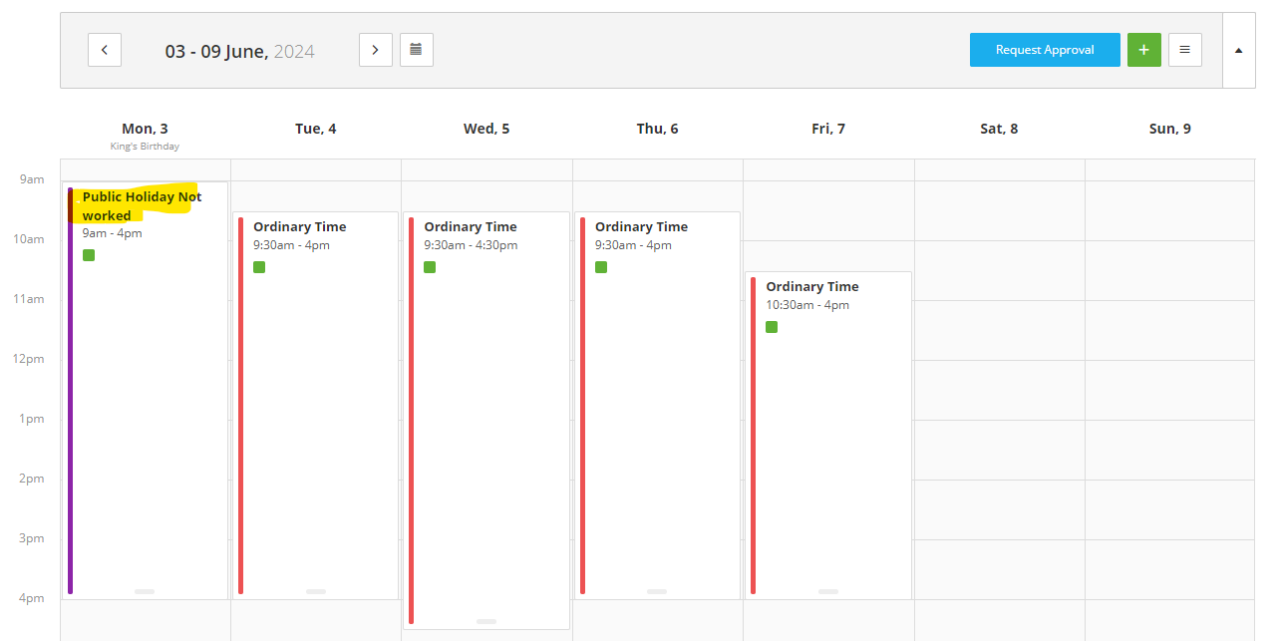 03 - 09 June, 2024
Request Approval
+
Mon, 3
King's Birthday
Tue, 4
Wed, 5
Thu, 6
Fri, 7
Sat, 8
Sun, 9
9am
Public Holiday Not
worked
9am - 4pm
Ordinary Time
9:30am - 4pm
Ordinary Time
9:30am - 4:30pm
Ordinary Time
9:30am - 4pm
Ordinary Time
10:30am - 4pm
10am
11am
12pm
1pm
2pm
3pm
4pm